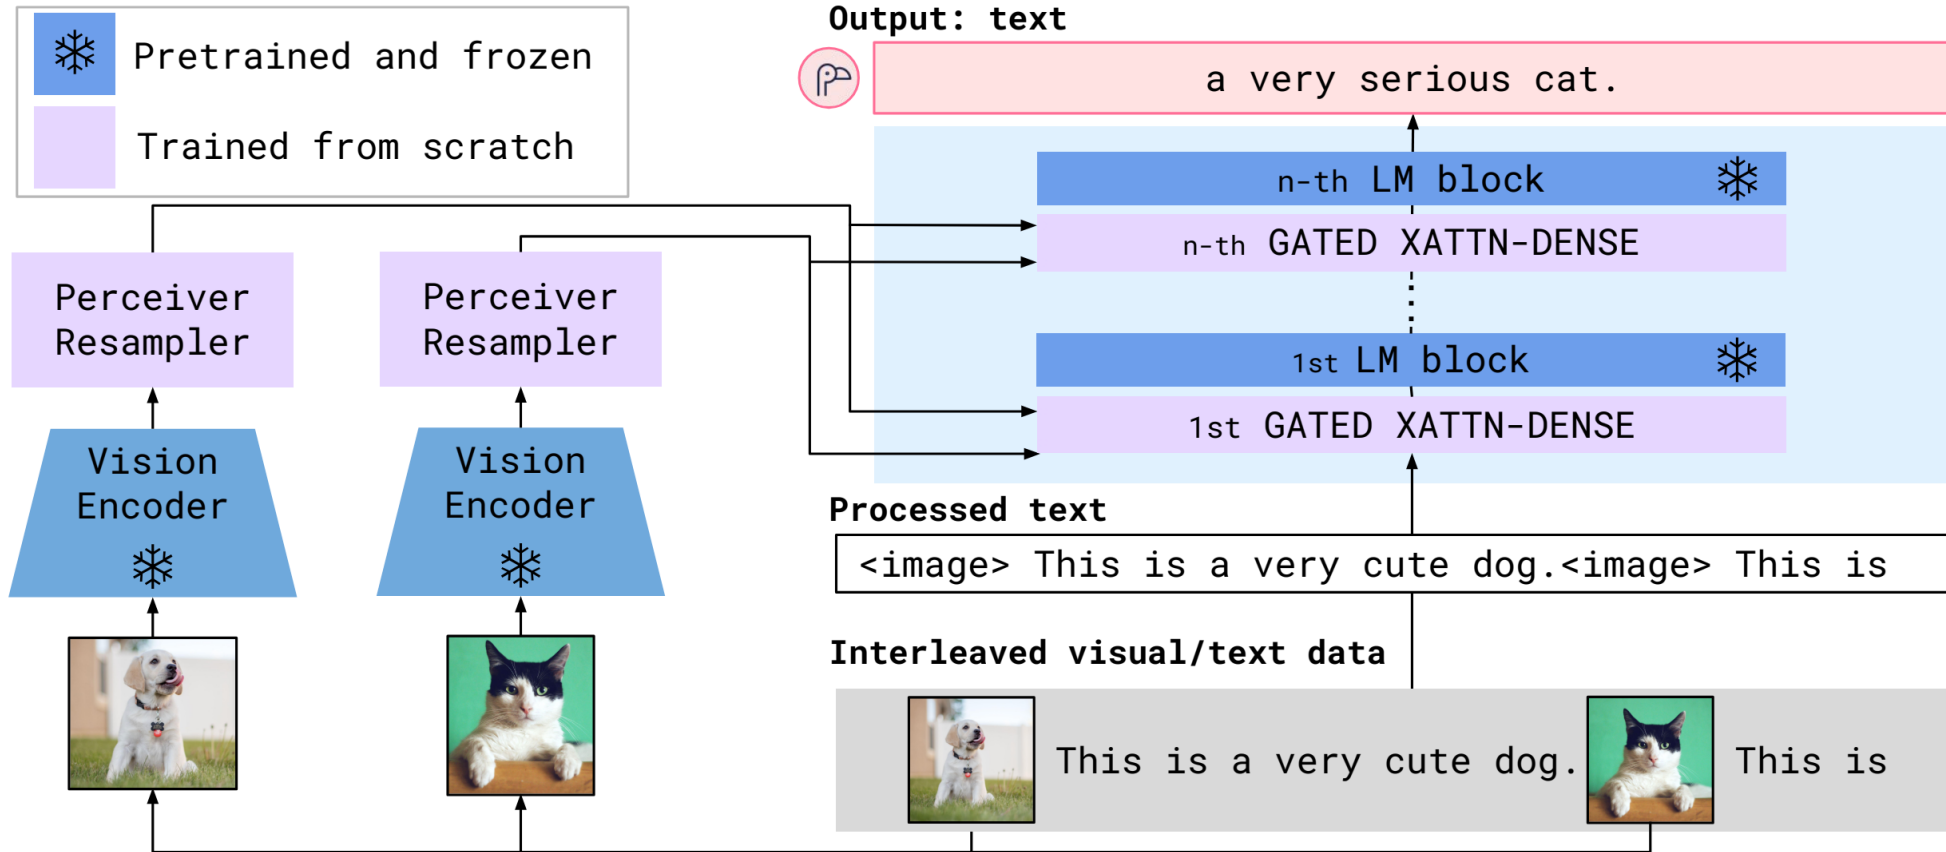 Pretrained and frozen
Trained from scratch
Output: text
a very serious cat.
n-th LM block
n-th GATED XATTN-DENSE
1st LM block
1st GATED XATTN-DENSE
Perceiver
Resampler
Perceiver
Resampler
Vision
Encoder
Vision
Encoder
Processed text
<image> This is a very cute dog.<image> This is
Interleaved visual/text data
This is a very cute dog.
This is